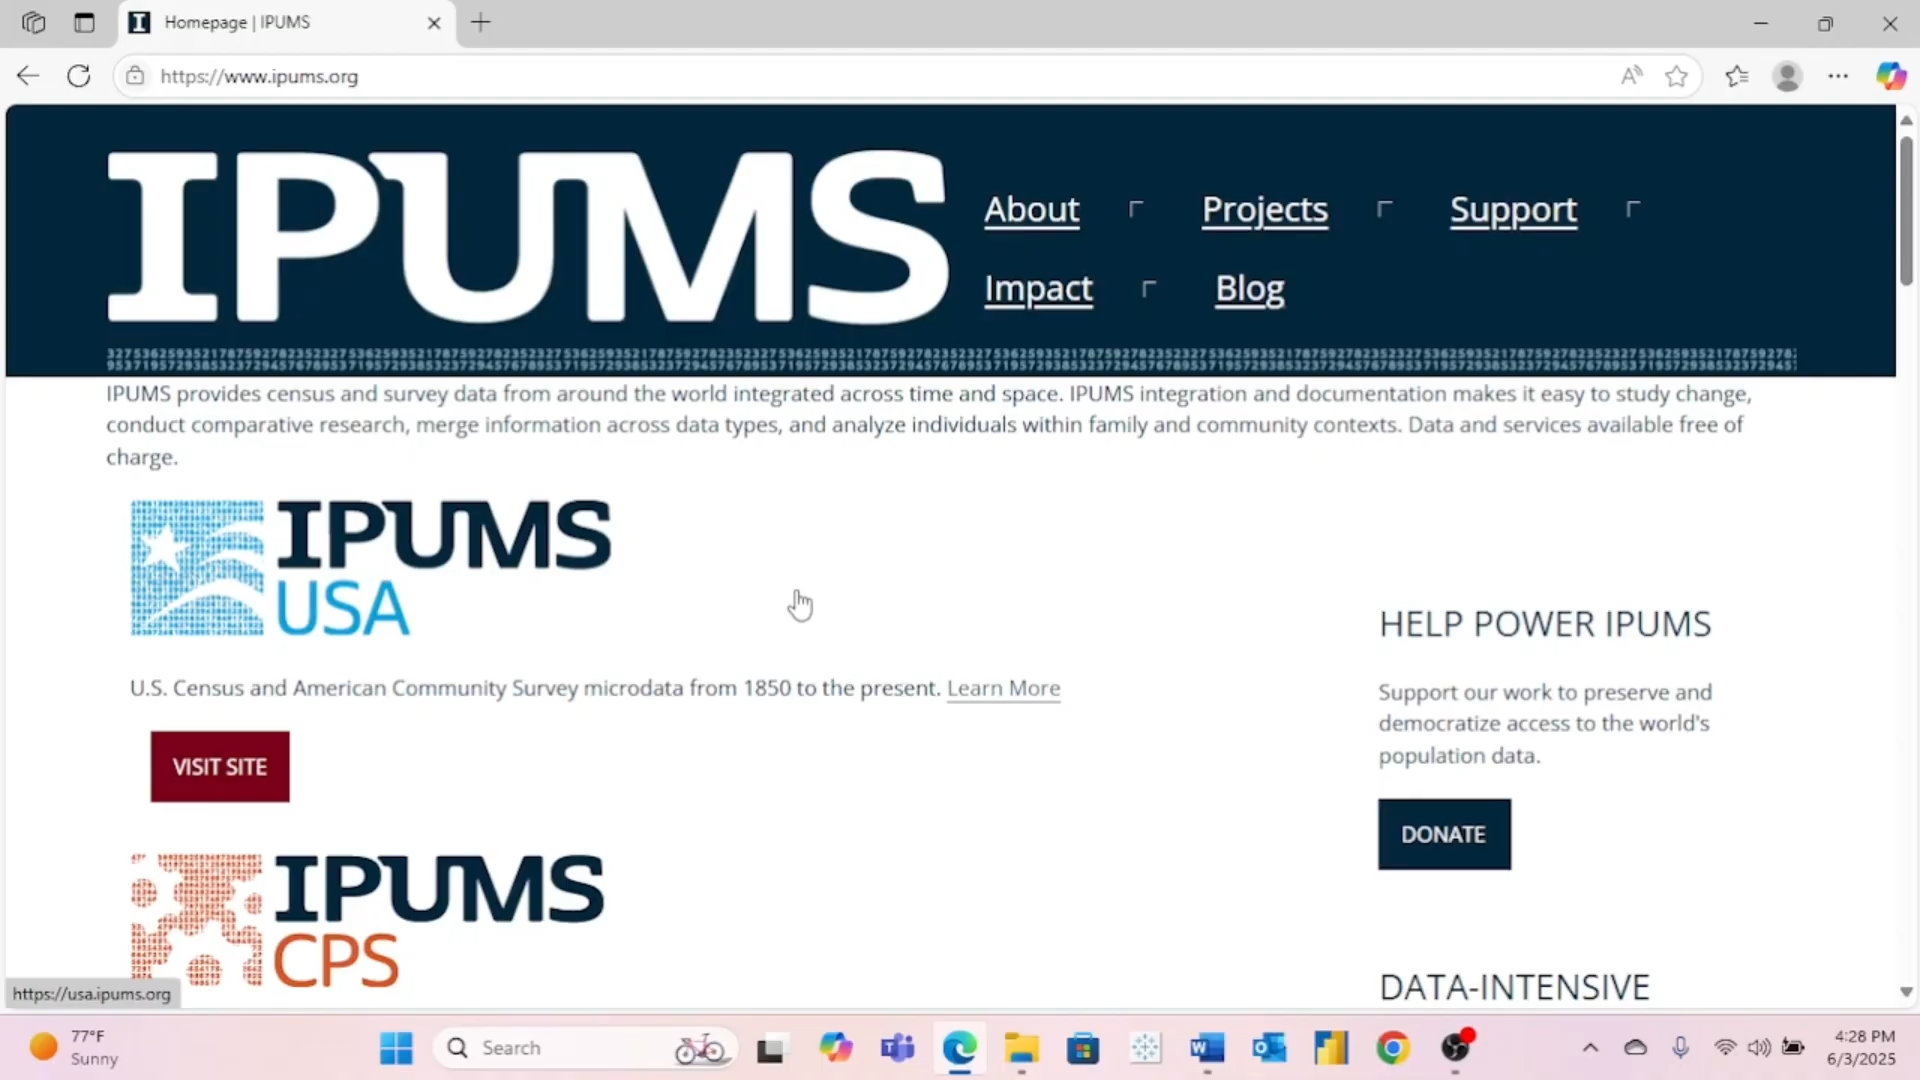 Homepage | IPUMS
https://www.ipums.org
IPUMS
About
Projects
Support
Impact
Blog
IPUMS provides census and survey data from around the world integrated across time and space. IPUMS integration and documentation makes it easy to study change,
conduct comparative research, merge information across data types, and analyze individuals within family and community contexts. Data and services available free of
charge.
IPUMS
USA
U.S. Census and American Community Survey microdata from 1850 to the present. Learn More
VISIT SITE
IPUMS
CPS
HELP POWER IPUMS
Support our work to preserve and
democratize access to the world's
population data.
DONATE
DATA-INTENSIVE
https://usa.ipums.org
77°F
Sunny
Search
4:28 PM
6/3/2025